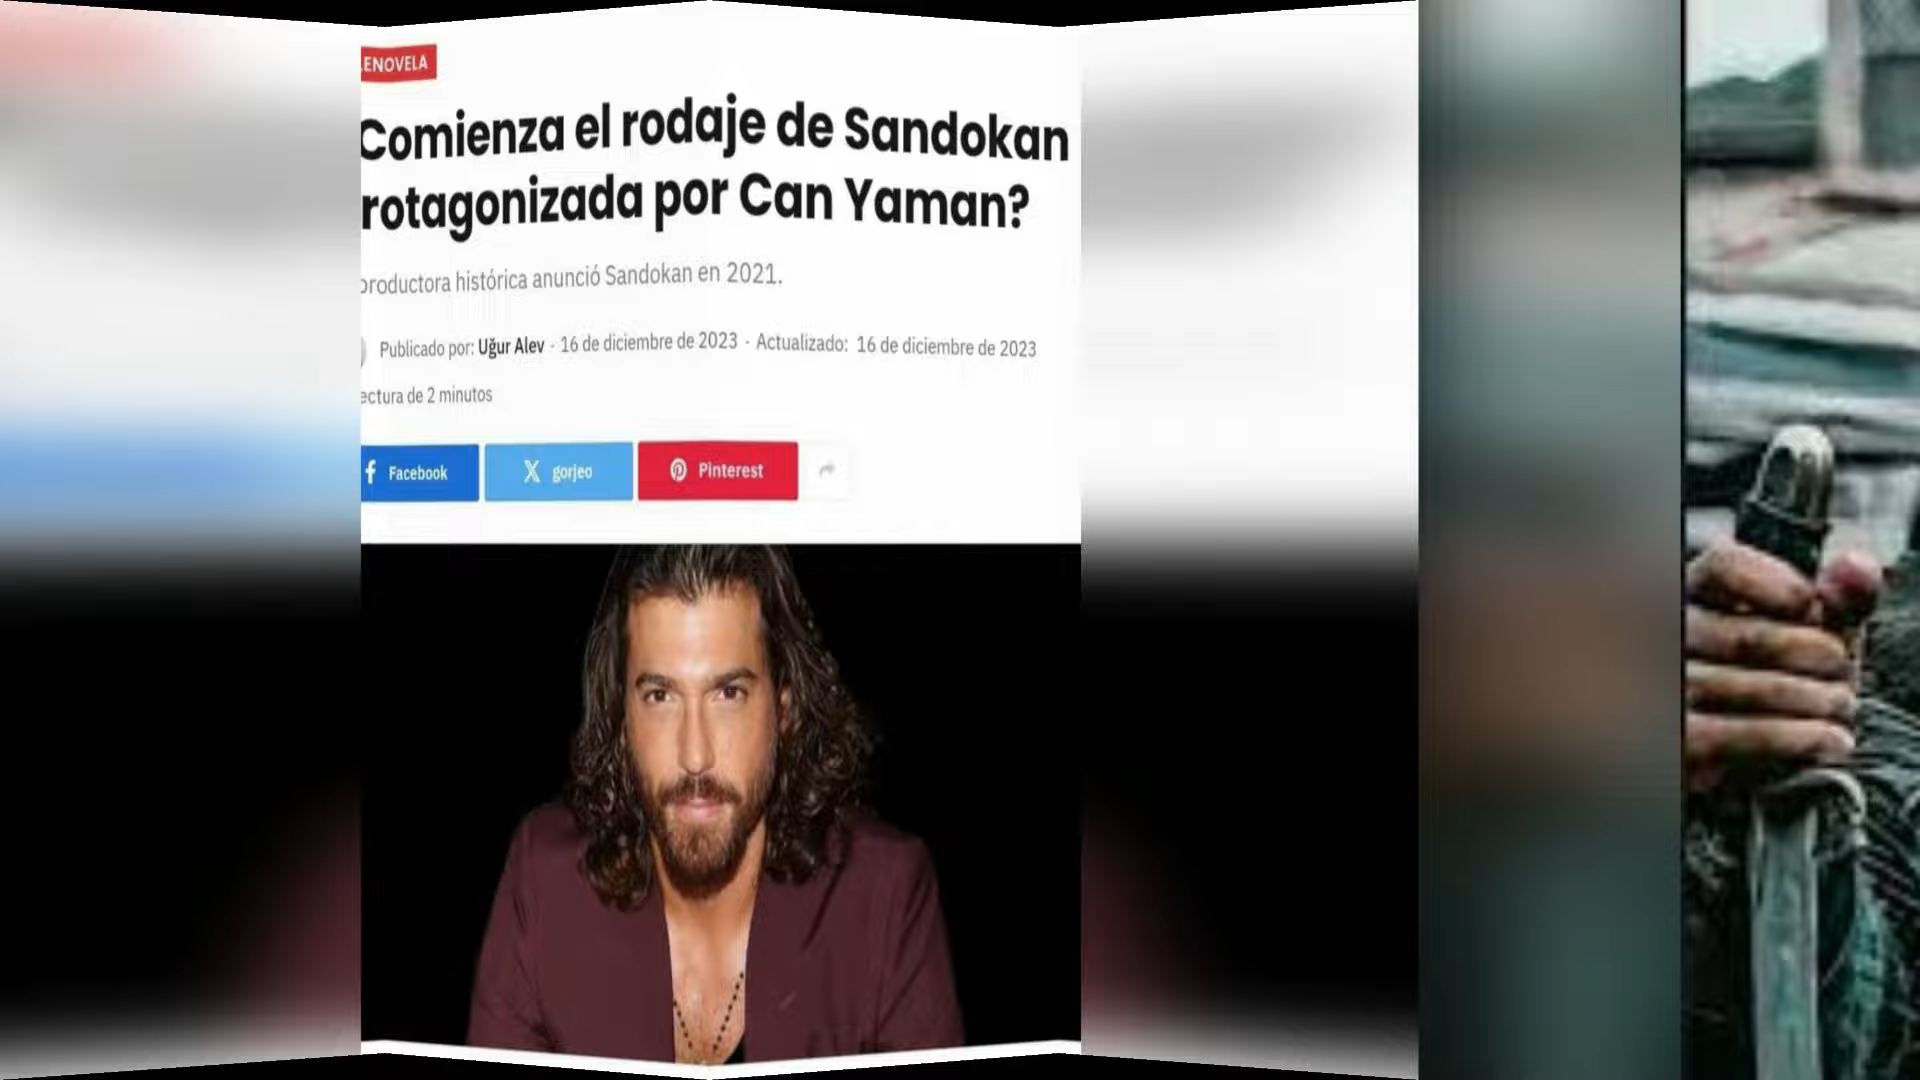 ENOVELA
Comienza el rodaje de Sandokan
rotagonizada por Can Yaman?
productora histórica anunció Sandokan en 2021.
Publicado por: Uğur Alev - 16 de diciembre de 2023 - Actualizado: 16 de diciembre de 2023
ectura de 2 minutos
Facebook
gorjeo
Pinterest